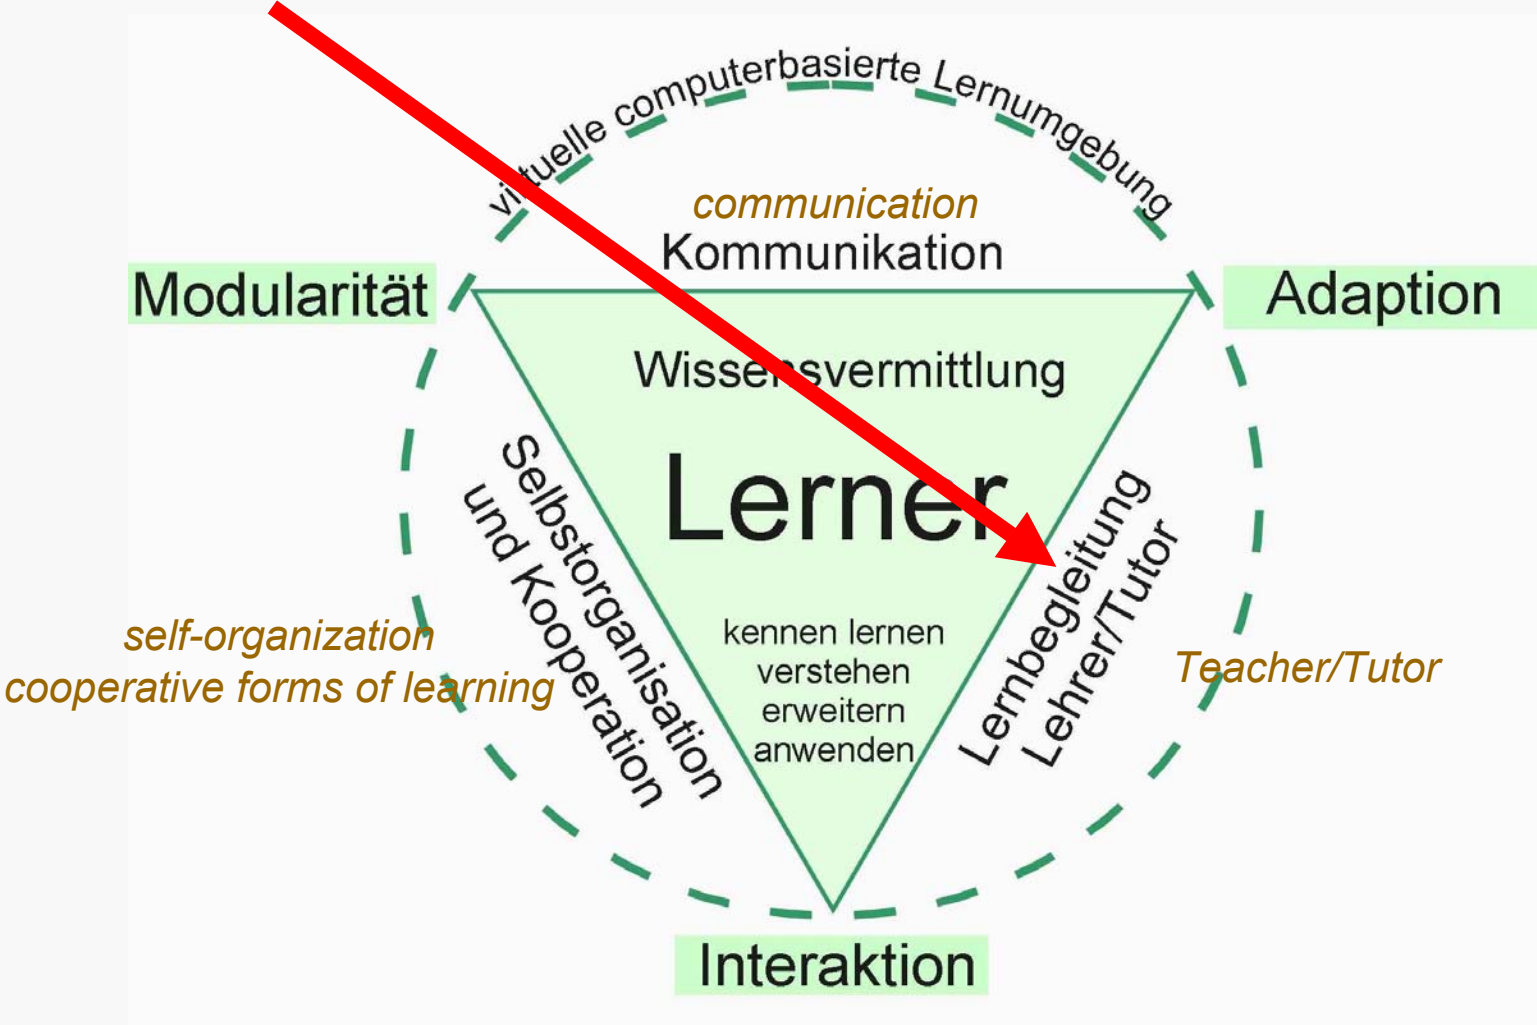 virtuelle computerbasierte Lernumgebung
communication
Kommunikation
Modularität
Adaption
Wissensvermittlung
Lerner
Selbstorganisation
und Kooperation
Lernbegleitung
Lehrer/Tutor
self-organization
cooperative forms of learning
kennen lernen
verstehen
erweitern
anwenden
Teacher/Tutor
Interaktion